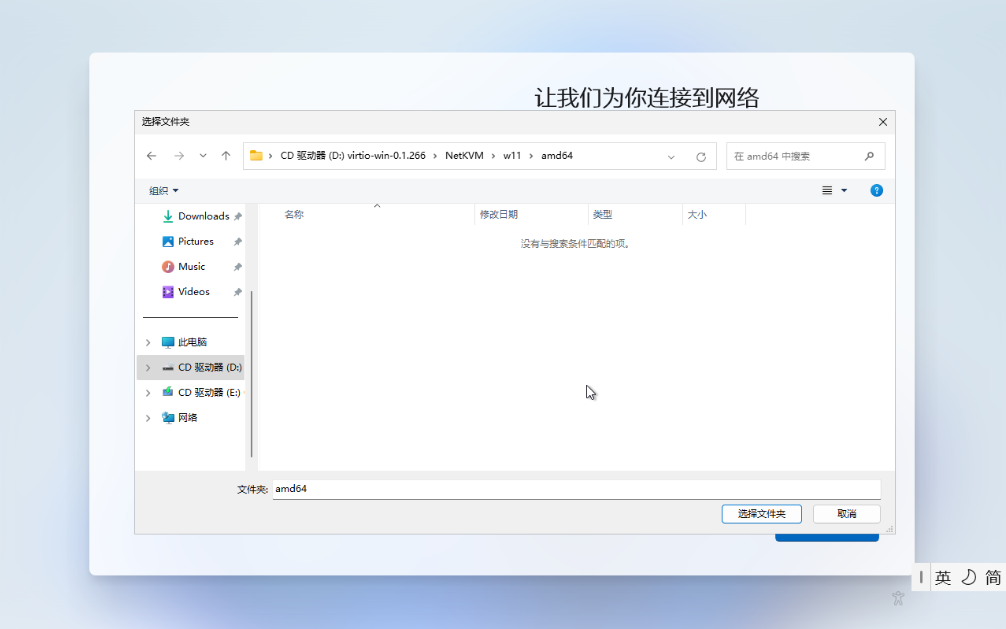 让我们为你连接到网络
选择文件夹
CD 驱动器 (D:) virtio-win-0.1.266 › NetKVM › w11 › amd64
在 amd64 中搜索
组织
名称 修改日期 类型 大小
没有与搜索条件匹配的项。
Downloads
Pictures
Music
Videos
此电脑
CD 驱动器 (D:)
CD 驱动器 (E:)
网络
文件夹: amd64
选择文件夹 取消
英 简